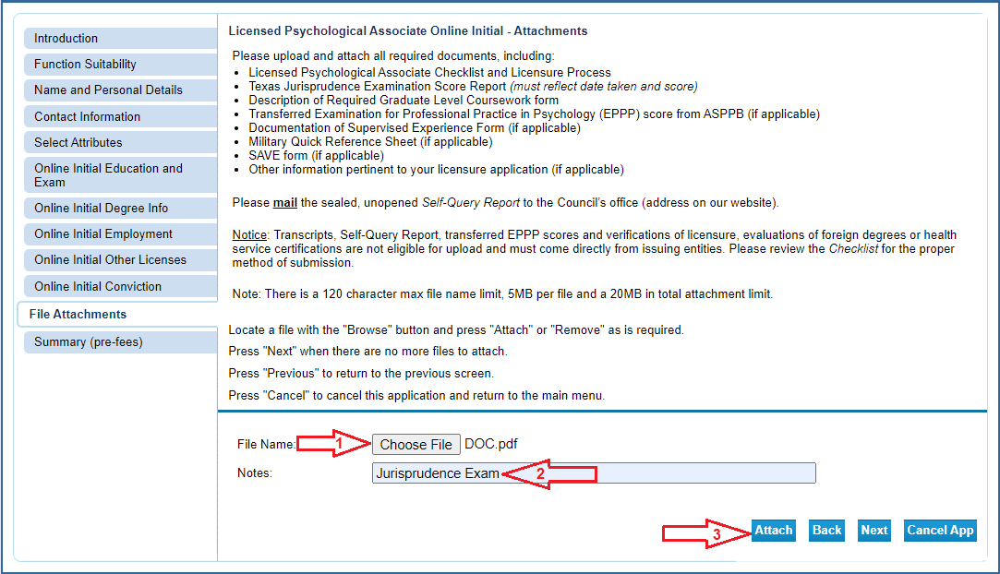 Introduction
Function Suitability
Name and Personal Details
Contact Information
Select Attributes
Online Initial Education and
Exam
Online Initial Degree Info
Online Initial Employment
Online Initial Other Licenses
Online Initial Conviction
File Attachments
Summary (pre-fees)
Licensed Psychological Associate Online Initial - Attachments
Please upload and attach all required documents, including:
• Licensed Psychological Associate Checklist and Licensure Process
• Texas Jurisprudence Examination Score Report (must reflect date taken and score)
• Description of Required Graduate Level Coursework form
• Transferred Examination for Professional Practice in Psychology (EPPP) score from ASPPB (if applicable)
• Documentation of Supervised Experience Form (if applicable)
• Military Quick Reference Sheet (if applicable)
• SAVE form (if applicable)
• Other information pertinent to your licensure application (if applicable)
Please mail the sealed, unopened Self-Query Report to the Council's office (address on our website).
Notice: Transcripts, Self-Query Report, transferred EPPP scores and verifications of licensure, evaluations of foreign degrees or health
service certifications are not eligible for upload and must come directly from issuing entities. Please review the Checklist for the proper
method of submission.
Note: There is a 120 character max file name limit, 5MB per file and a 20MB in total attachment limit.
Locate a file with the "Browse" button and press "Attach" or "Remove" as is required.
Press "Next" when there are no more files to attach.
Press "Previous" to return to the previous screen.
Press "Cancel" to cancel this application and return to the main menu.
File Name: 1 Choose File DOC.pdf
Notes: Jurisprudence Exam 2
3 Attach Back Next Cancel App